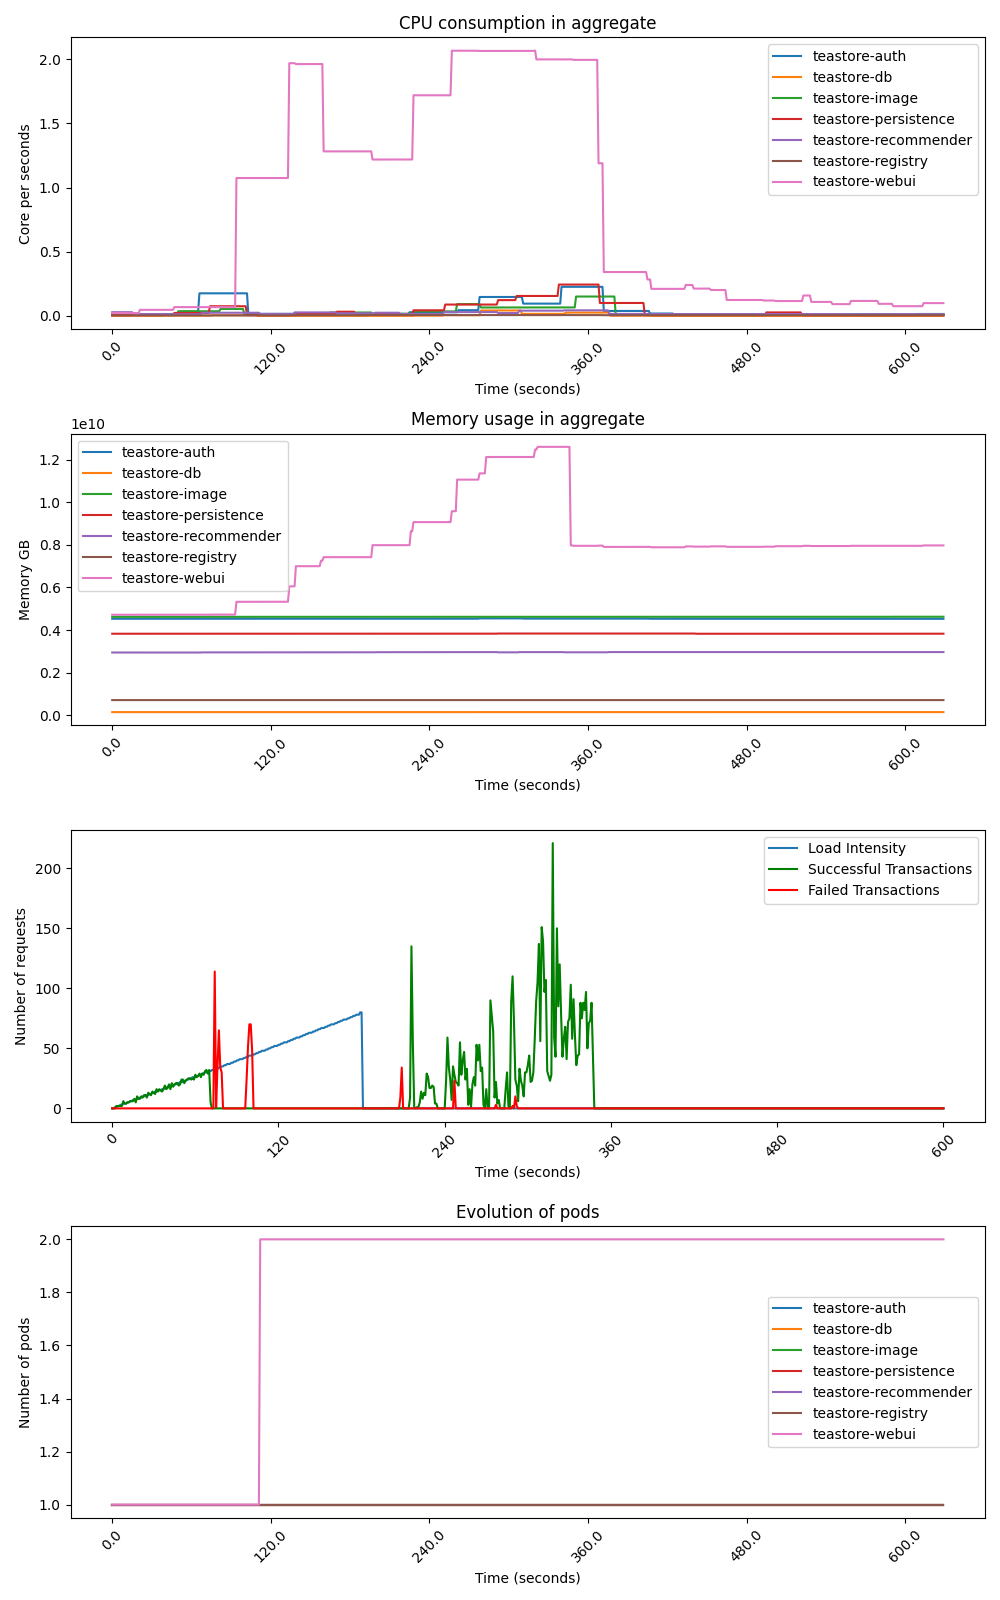 CPU consumption in aggregate
2.0
1.5
1.0
0.5
0.0
Core per seconds
teastore-auth
teastore-db
teastore-image
teastore-persistence
teastore-recommender
teastore-registry
teastore-webui
0.0 120.0 240.0 360.0 480.0 600.0
Time (seconds)
Memory usage in aggregate
1e10
1.2
1.0
0.8
0.6
0.4
0.2
0.0
Memory GB
teastore-auth
teastore-db
teastore-image
teastore-persistence
teastore-recommender
teastore-registry
teastore-webui
0.0 120.0 240.0 360.0 480.0 600.0
Time (seconds)
200
150
100
50
0
Number of requests
Load Intensity
Successful Transactions
Failed Transactions
0 120 240 360 480 600
Time (seconds)
Evolution of pods
2.0
1.8
1.6
1.4
1.2
1.0
Number of pods
teastore-auth
teastore-db
teastore-image
teastore-persistence
teastore-recommender
teastore-registry
teastore-webui
0.0 120.0 240.0 360.0 480.0 600.0
Time (seconds)